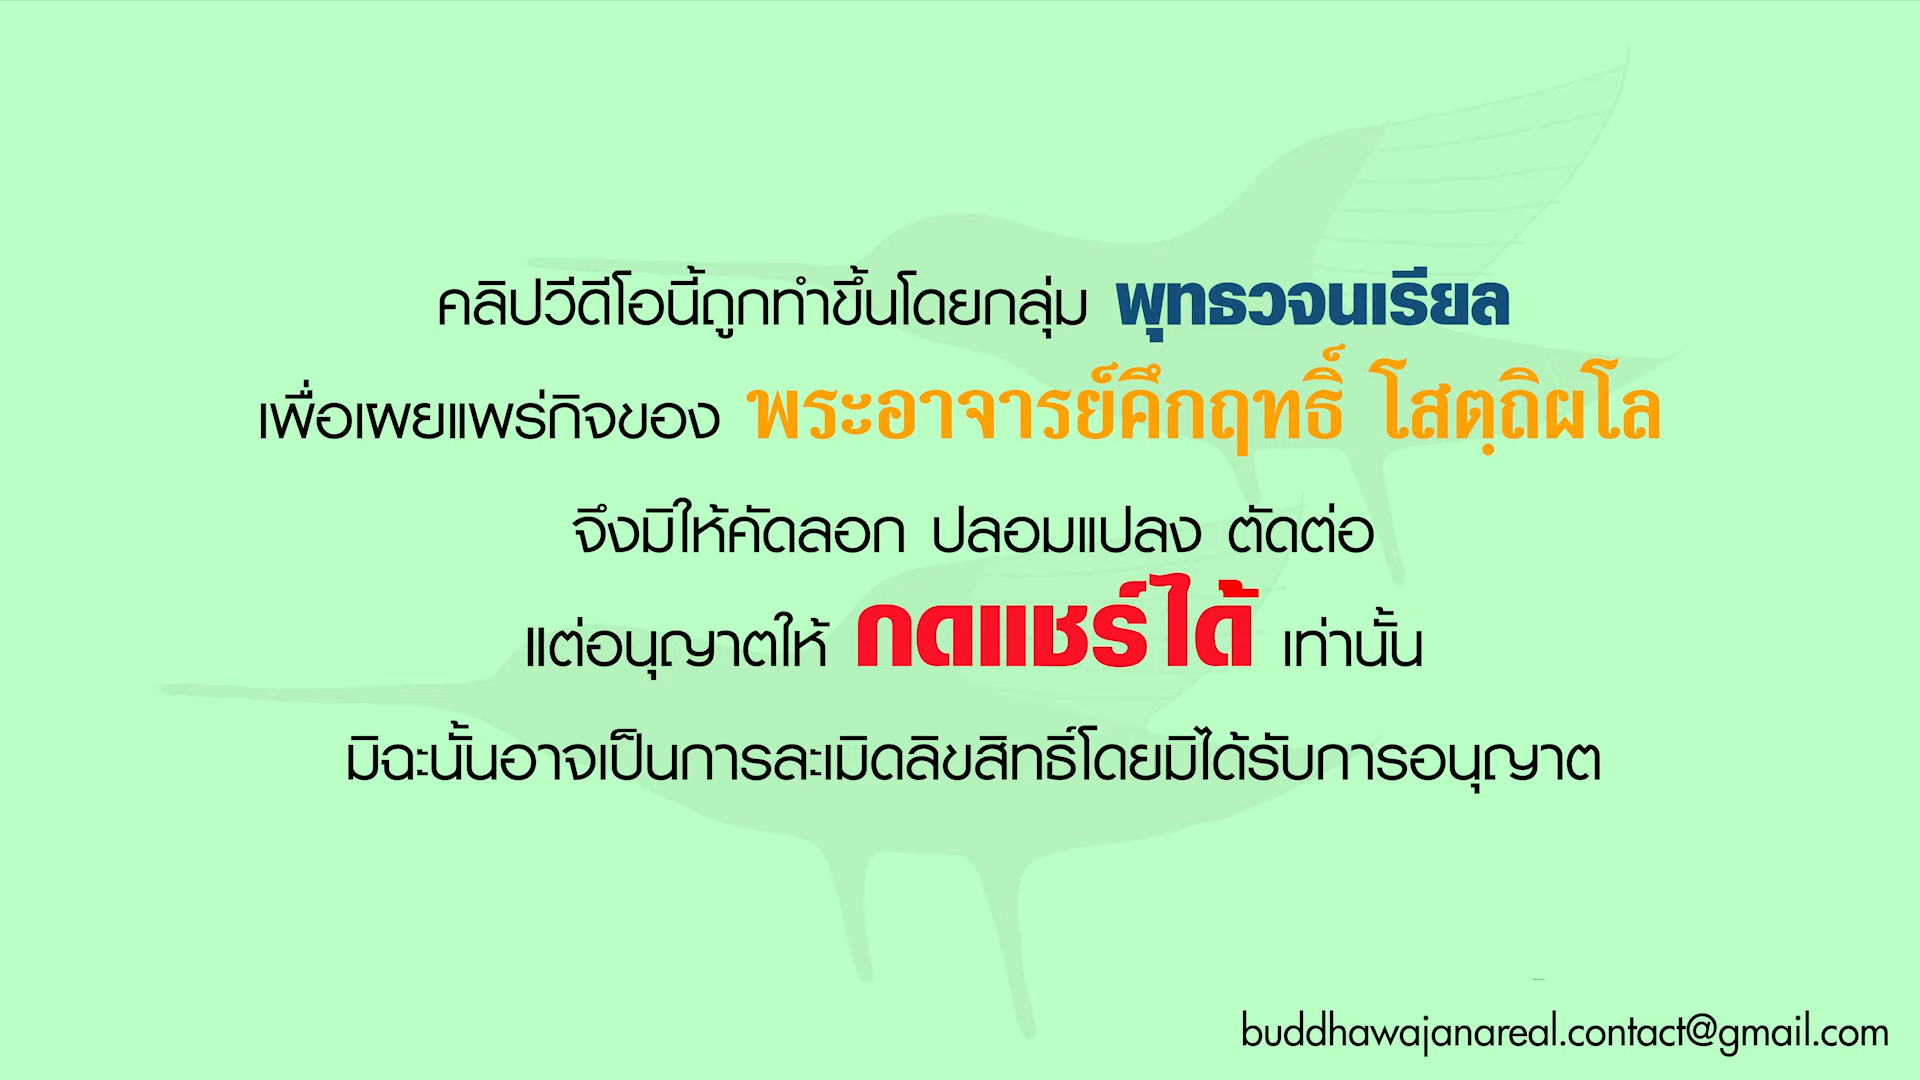 คลิปวีดีโอนี้ถูกทำขึ้นโดยกลุ่ม พุทธวจนเรียล
เพื่อเผยแพร่กิจของ พระอาจารย์คึกฤทธิ์ โสตฺถิผโล
จึงมิให้คัดลอก ปลอมแปลง ตัดต่อ
แต่อนุญาตให้ กดแชร์ได้ เท่านั้น
มิฉะนั้นอาจเป็นการละเมิดลิขสิทธิ์โดยมิได้รับการอนุญาต
buddhawajanareal.contact@gmail.com